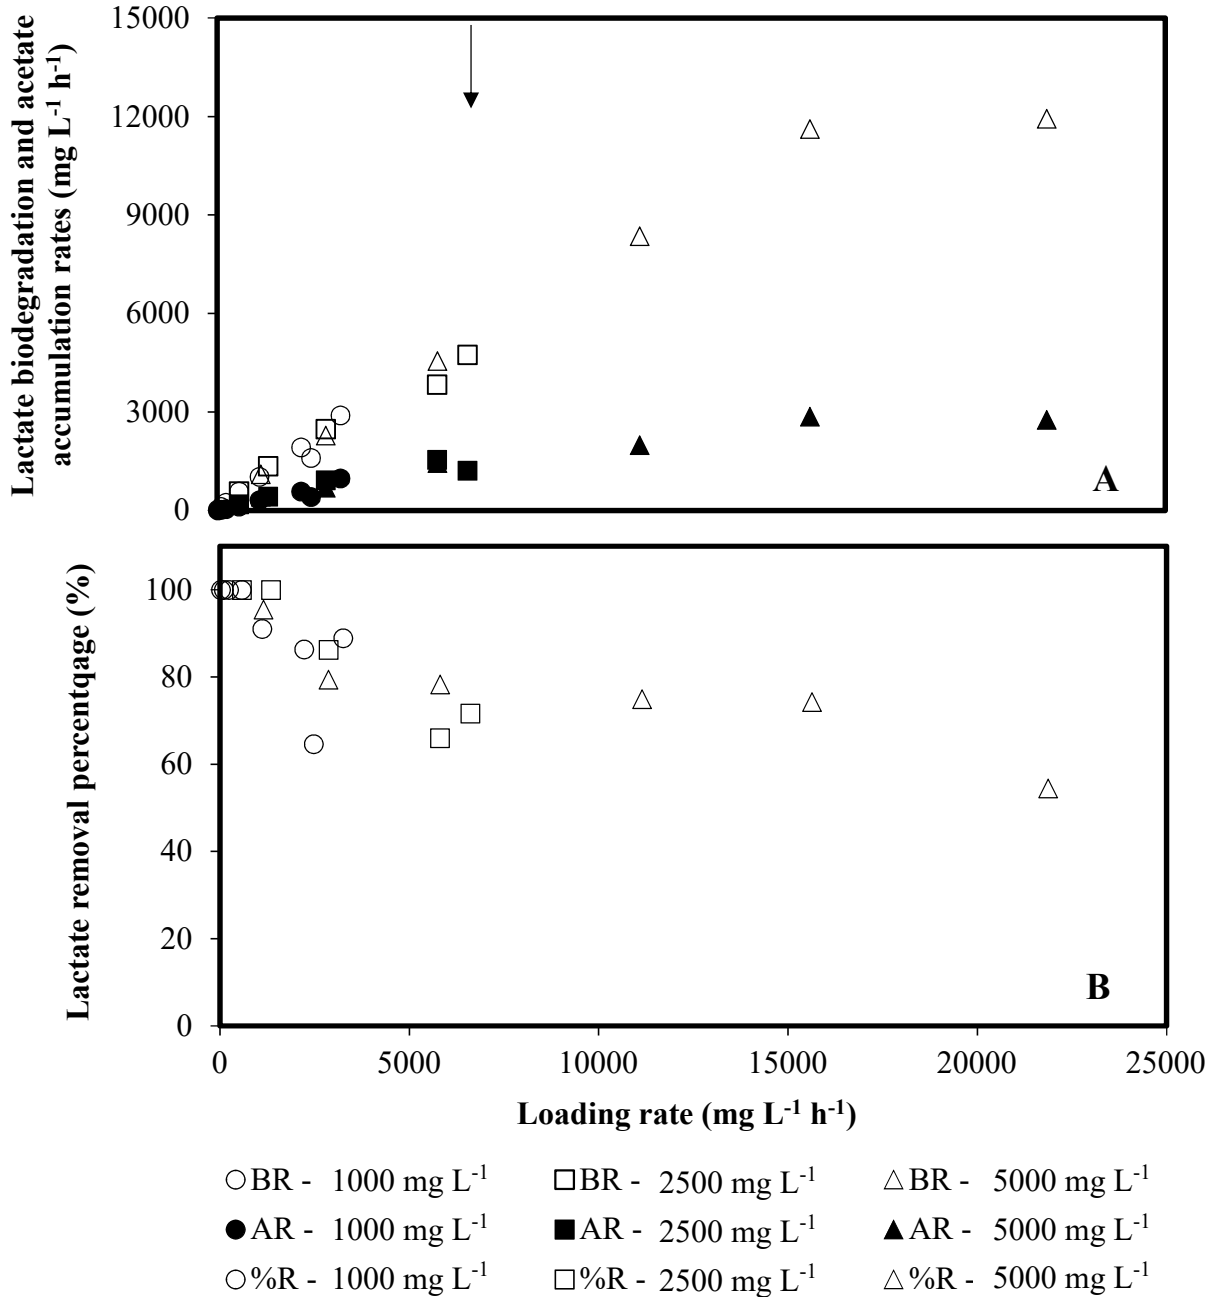 Lactate biodegradation and acetate
accumulation rates (mg L⁻¹ h⁻¹)
15000
12000
9000
6000
3000
0
A
Lactate removal percentqage (%)
100
80
60
40
20
0
B
0 5000 10000 15000 20000 25000
Loading rate (mg L⁻¹ h⁻¹)
BR - 1000 mg L⁻¹ BR - 2500 mg L⁻¹ BR - 5000 mg L⁻¹
AR - 1000 mg L⁻¹ AR - 2500 mg L⁻¹ AR - 5000 mg L⁻¹
%R - 1000 mg L⁻¹ %R - 2500 mg L⁻¹ %R - 5000 mg L⁻¹